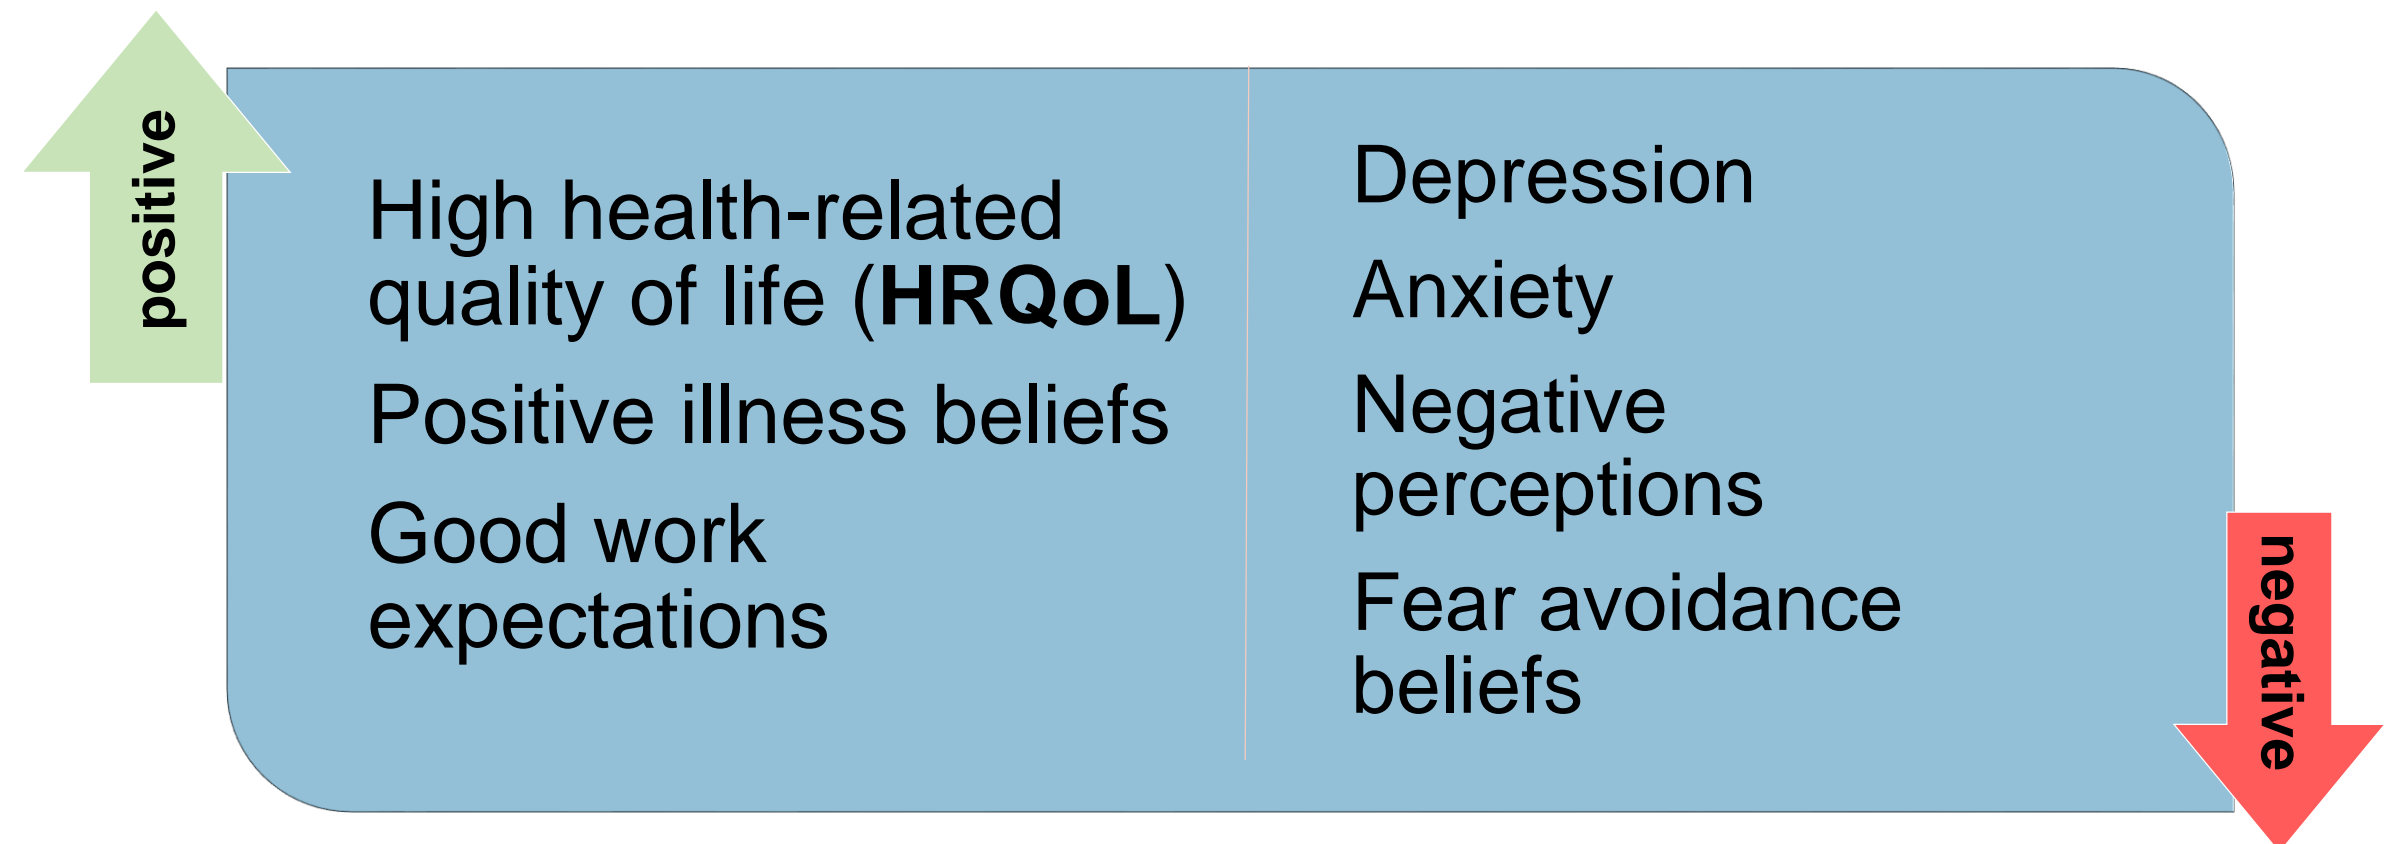 positive
High health-related
quality of life (HRQoL)
Positive illness beliefs
Good work
expectations
Depression
Anxiety
Negative
perceptions
Fear avoidance
beliefs
negative